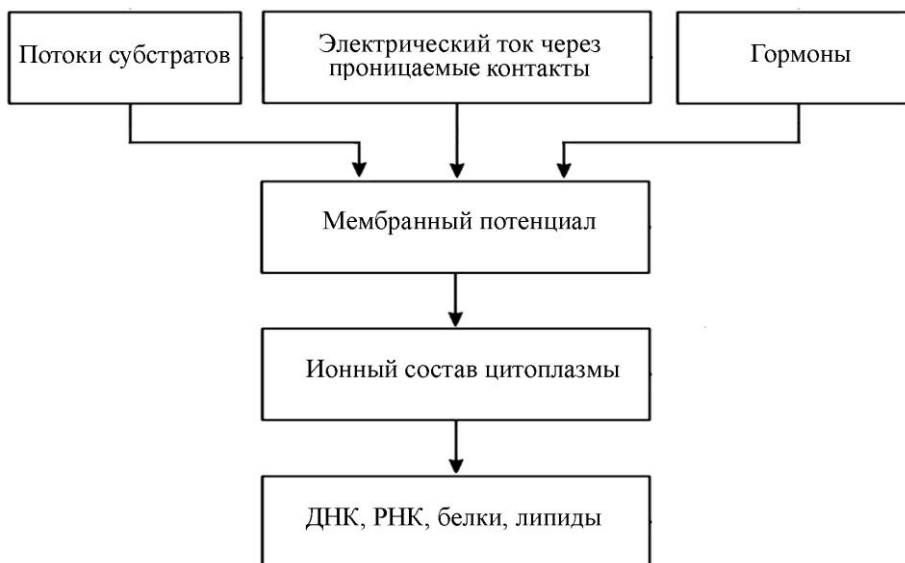 Потоки субстратов
Электрический ток через
проницаемые контакты
Гормоны
Мембранный потенциал
Ионный состав цитоплазмы
ДНК, РНК, белки, липиды